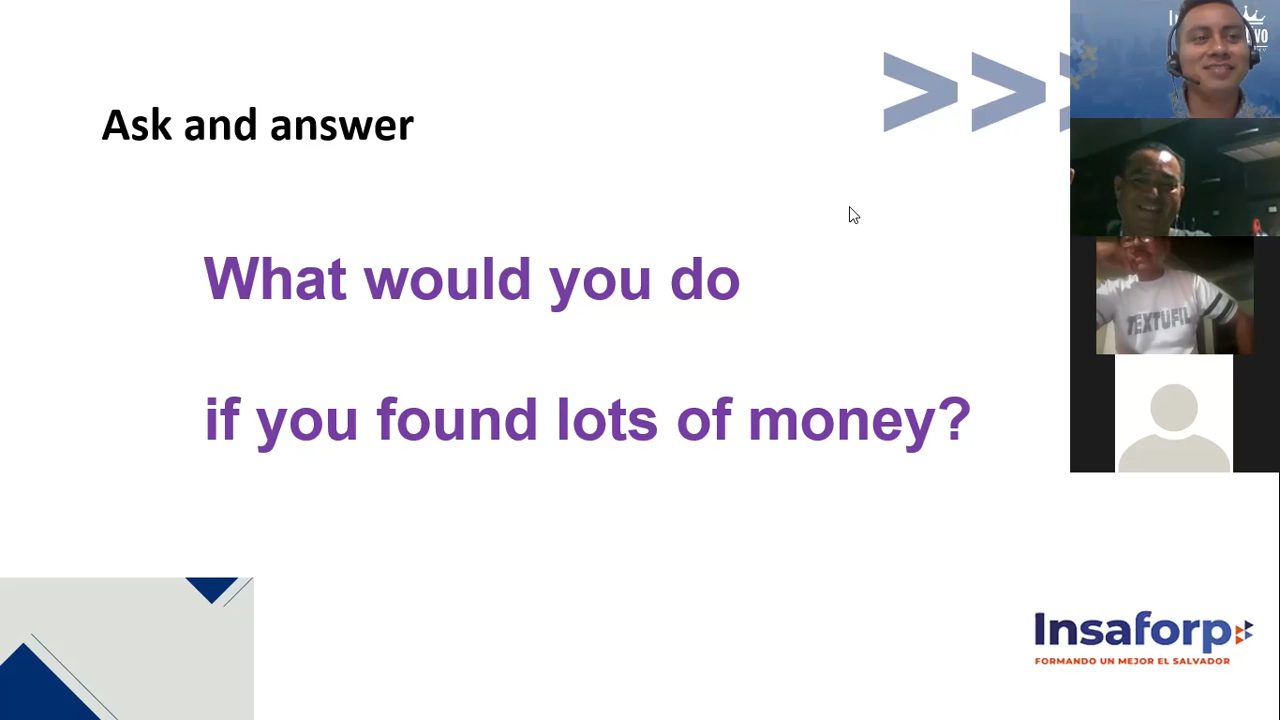 Ask and answer
What would you do
if you found lots of money?
TEXTUFIL
Insaforp
FORMANDO UN MEJOR EL SALVADOR